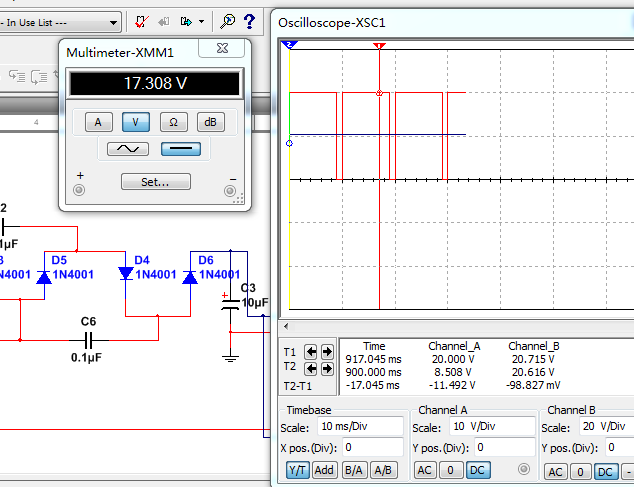 - In Use List ---
Multimeter-XMM1
17.308 V
A V Ω dB
+ Set... −
4
2
1µF
D5 D4 D6
N4001 1N4001 1N4001 1N4001
C3
10µF
C6
0.1µF
Oscilloscope-XSC1
2 1
Time Channel_A Channel_B
T1 917.045 ms 20.000 V 20.715 V
T2 900.000 ms 8.508 V 20.616 V
T2-T1 -17.045 ms -11.492 V -98.827 mV
Timebase Channel A Channel B
Scale: 10 ms/Div Scale: 10 V/Div Scale: 20 V/Div
X pos.(Div): 0 Y pos.(Div): 0 Y pos.(Div): 0
Y/T Add B/A A/B AC 0 DC AC 0 DC -